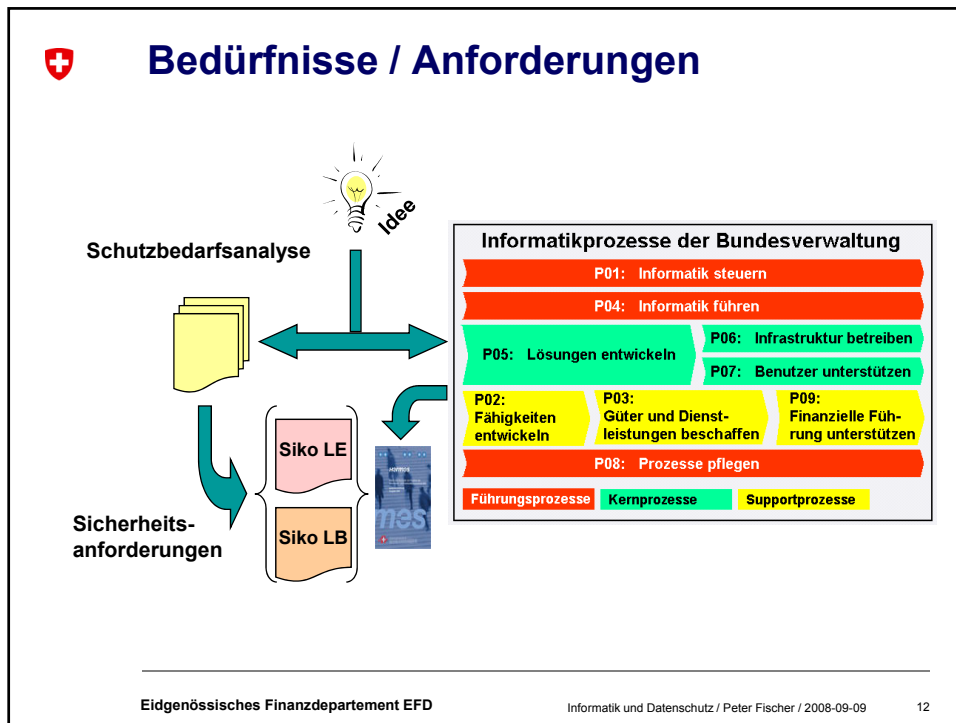 Bedürfnisse / Anforderungen
Idee
Schutzbedarfsanalyse
Informatikprozesse der Bundesverwaltung
P01: Informatik steuern
P04: Informatik führen
P05: Lösungen entwickeln
P06: Infrastruktur betreiben
P07: Benutzer unterstützen
P02:
Fähigkeiten
entwickeln
P03:
Güter und Dienst-
leistungen beschaffen
P09:
Finanzielle Füh-
rung unterstützen
P08: Prozesse pflegen
Führungsprozesse
Kernprozesse
Supportprozesse
Siko LE
Siko LB
Sicherheits-
anforderungen
Eidgenössisches Finanzdepartement EFD
Informatik und Datenschutz / Peter Fischer / 2008-09-09
12